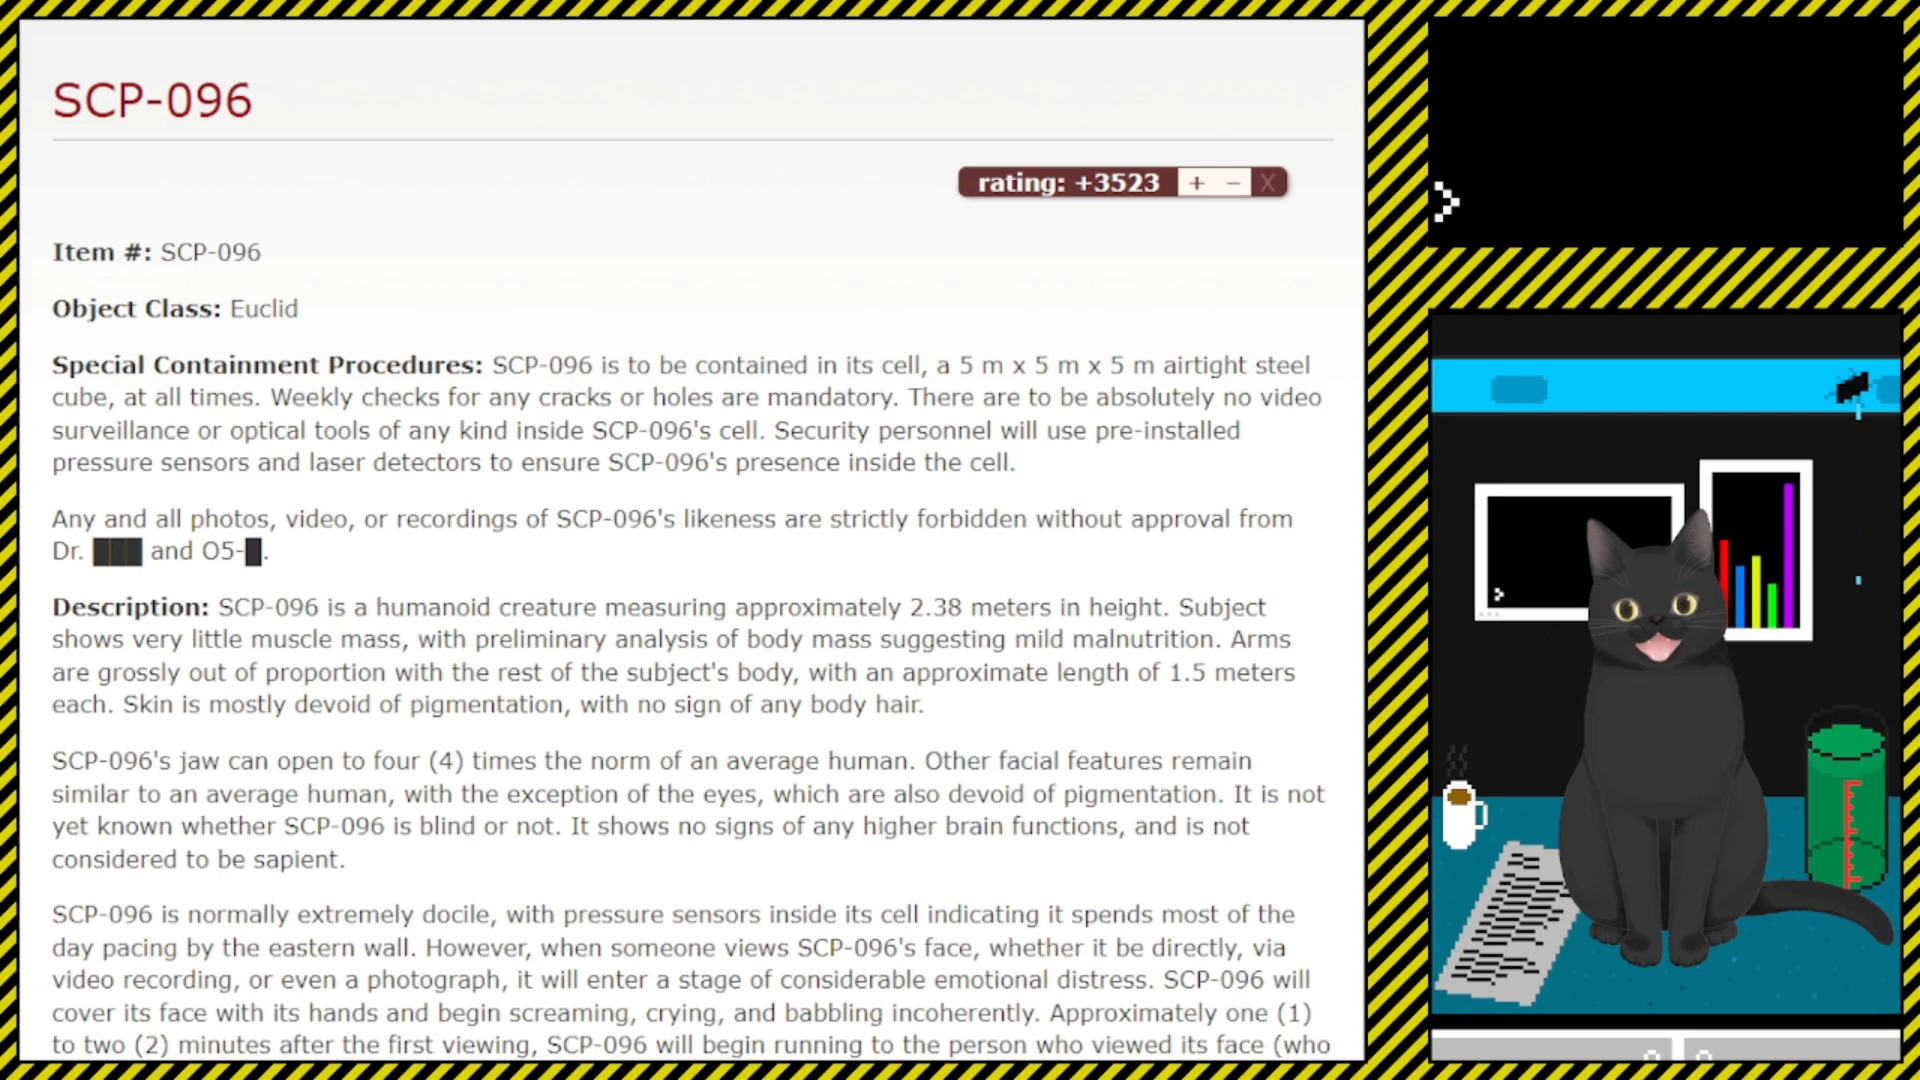 SCP-096
rating: +3523 + − X
Item #: SCP-096
Object Class: Euclid
Special Containment Procedures: SCP-096 is to be contained in its cell, a 5 m x 5 m x 5 m airtight steel
cube, at all times. Weekly checks for any cracks or holes are mandatory. There are to be absolutely no video
surveillance or optical tools of any kind inside SCP-096's cell. Security personnel will use pre-installed
pressure sensors and laser detectors to ensure SCP-096's presence inside the cell.
Any and all photos, video, or recordings of SCP-096's likeness are strictly forbidden without approval from
Dr. ███ and O5-█.
Description: SCP-096 is a humanoid creature measuring approximately 2.38 meters in height. Subject
shows very little muscle mass, with preliminary analysis of body mass suggesting mild malnutrition. Arms
are grossly out of proportion with the rest of the subject's body, with an approximate length of 1.5 meters
each. Skin is mostly devoid of pigmentation, with no sign of any body hair.
SCP-096's jaw can open to four (4) times the norm of an average human. Other facial features remain
similar to an average human, with the exception of the eyes, which are also devoid of pigmentation. It is not
yet known whether SCP-096 is blind or not. It shows no signs of any higher brain functions, and is not
considered to be sapient.
SCP-096 is normally extremely docile, with pressure sensors inside its cell indicating it spends most of the
day pacing by the eastern wall. However, when someone views SCP-096's face, whether it be directly, via
video recording, or even a photograph, it will enter a stage of considerable emotional distress. SCP-096 will
cover its face with its hands and begin screaming, crying, and babbling incoherently. Approximately one (1)
to two (2) minutes after the first viewing, SCP-096 will begin running to the person who viewed its face (who
>
>